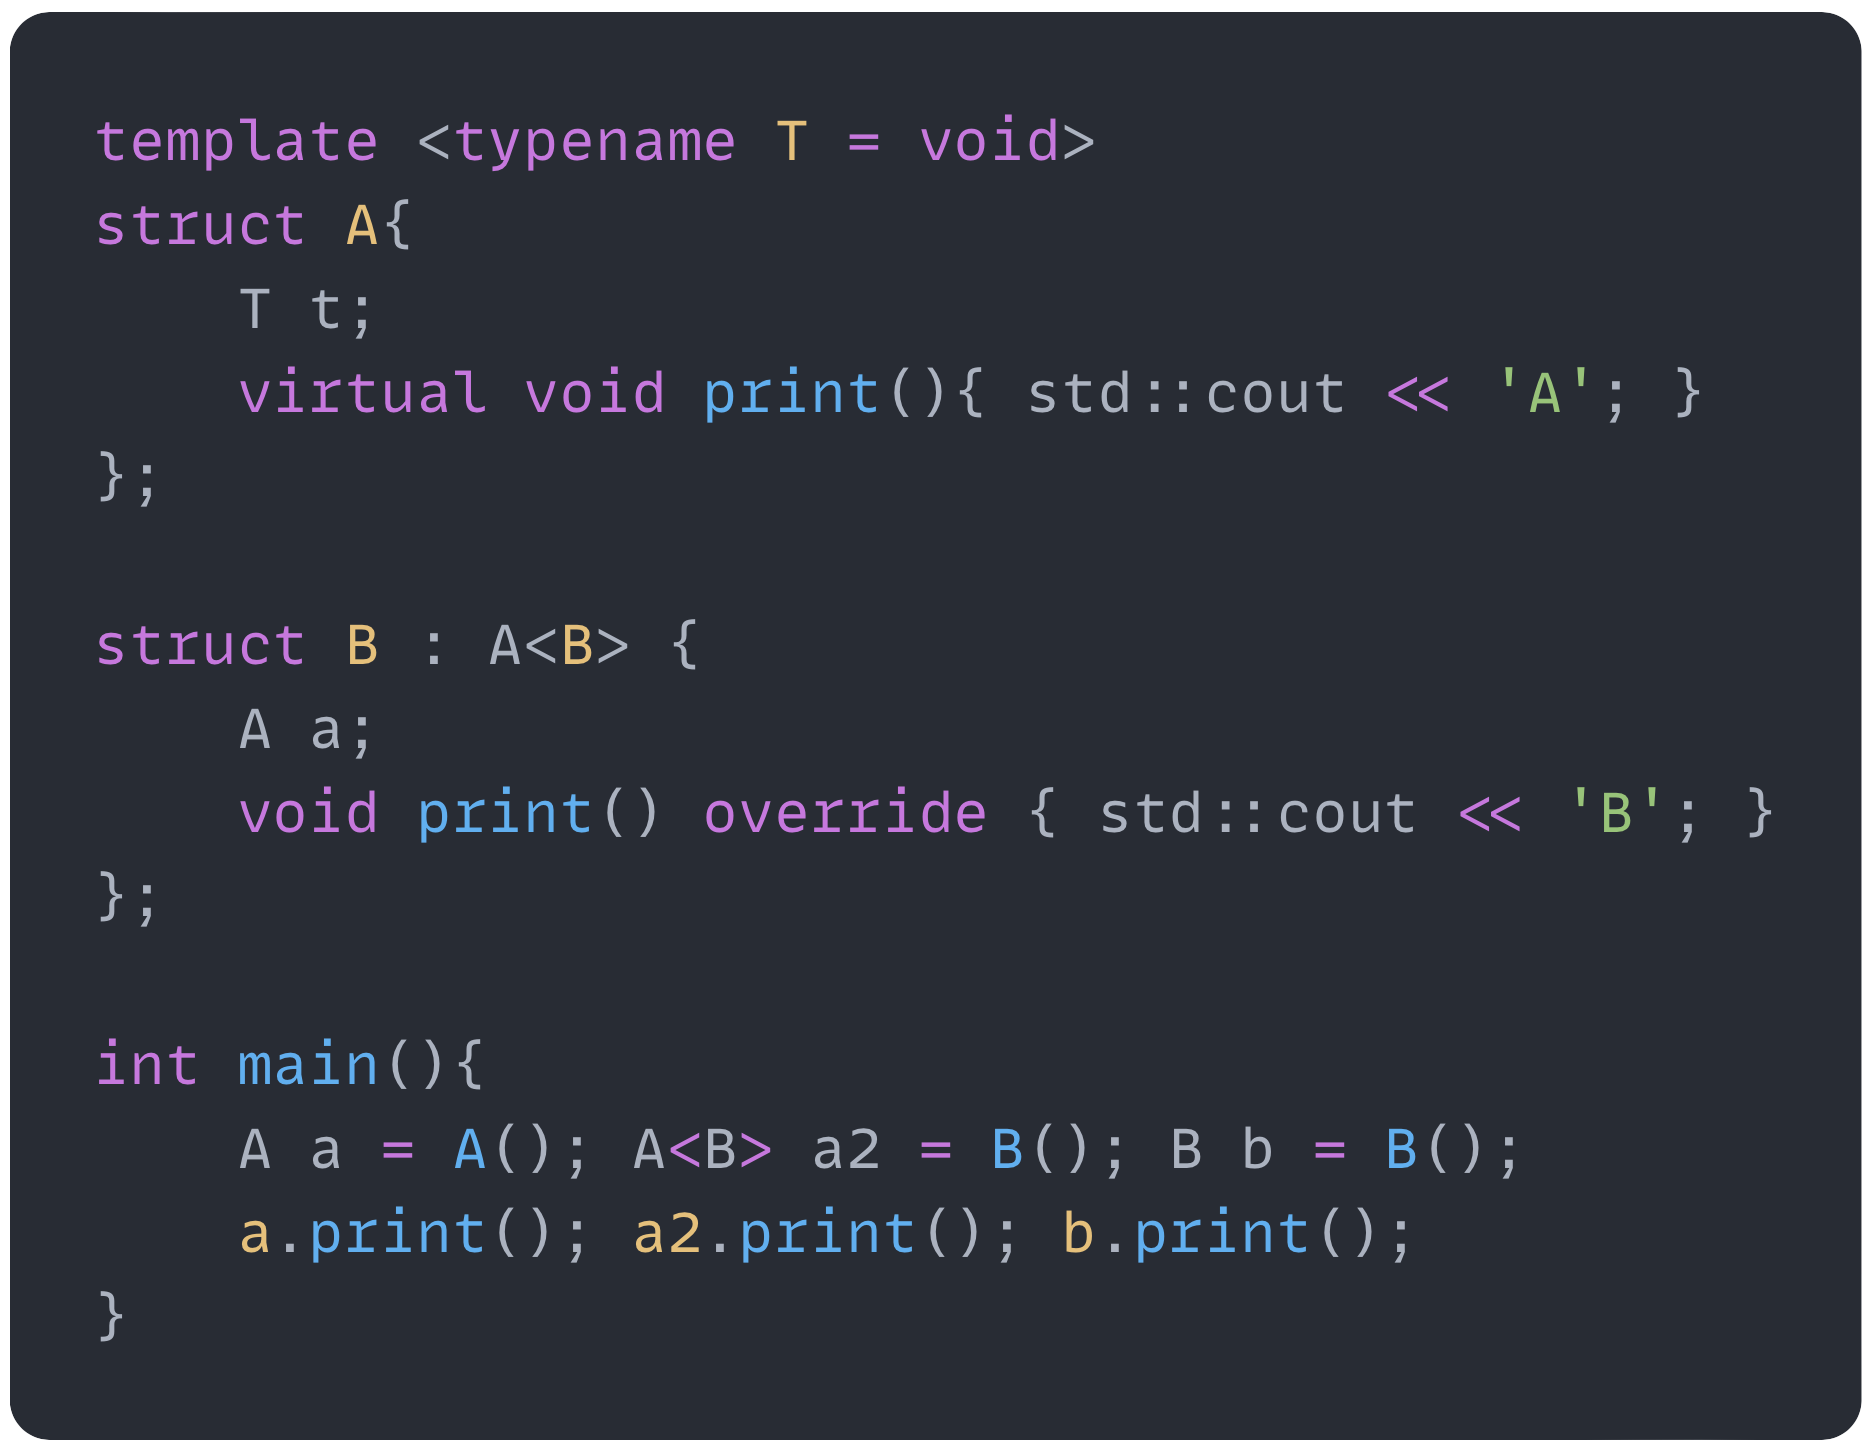 template <typename T = void>
struct A{
    T t;
    virtual void print(){ std::cout << 'A'; }
};

struct B : A<B> {
    A a;
    void print() override { std::cout << 'B'; }
};

int main(){
    A a = A(); A<B> a2 = B(); B b = B();
    a.print(); a2.print(); b.print();
}